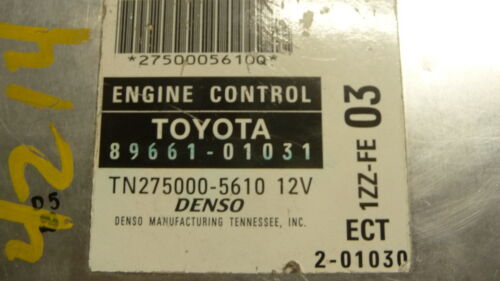 *2750005610Q*
ENGINE CONTROL
TOYOTA
89661-01031
TN275000-5610 12V
DENSO
DENSO MANUFACTURING TENNESSEE, INC.
1ZZ-FE 03
ECT
2-01030
D5